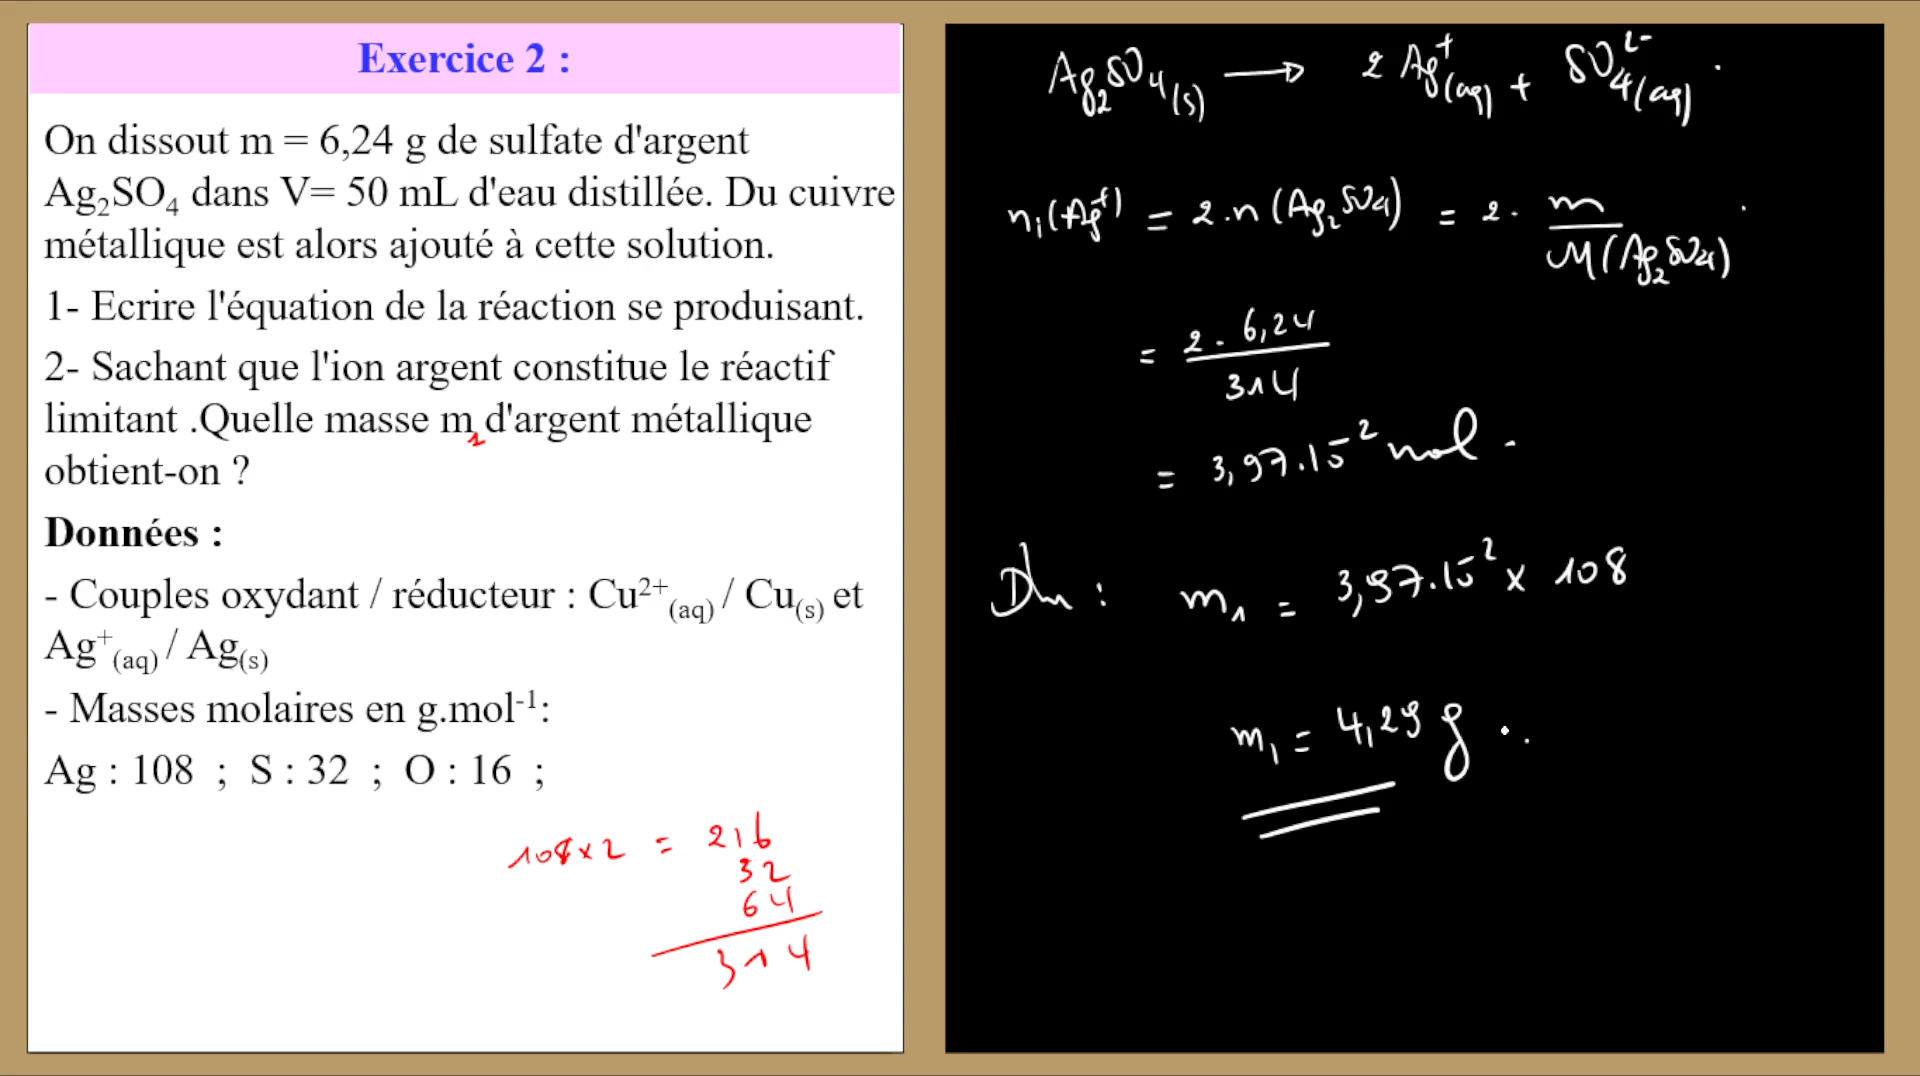 Exercice 2 :
On dissout m = 6,24 g de sulfate d'argent
Ag₂SO₄ dans V= 50 mL d'eau distillée. Du cuivre
métallique est alors ajouté à cette solution.
1- Ecrire l'équation de la réaction se produisant.
2- Sachant que l'ion argent constitue le réactif
limitant .Quelle masse m₁ d'argent métallique
obtient-on ?
Données :
- Couples oxydant / réducteur : Cu²⁺(aq) / Cu(s) et
Ag⁺(aq) / Ag(s)
- Masses molaires en g.mol⁻¹:
Ag : 108 ; S : 32 ; O : 16 ;
108 x 2 = 216
32
64
314
Ag₂SO₄(s) → 2 Ag⁺(aq) + SO₄²⁻(aq) .
n₁(Ag⁺) = 2.n(Ag₂SO₄) = 2 . m / M(Ag₂SO₄) .
= 2 . 6,24 / 314
= 3,97.10⁻² mol .
m₁ = 3,97.10⁻² x 108
m₁ = 4,29 g .